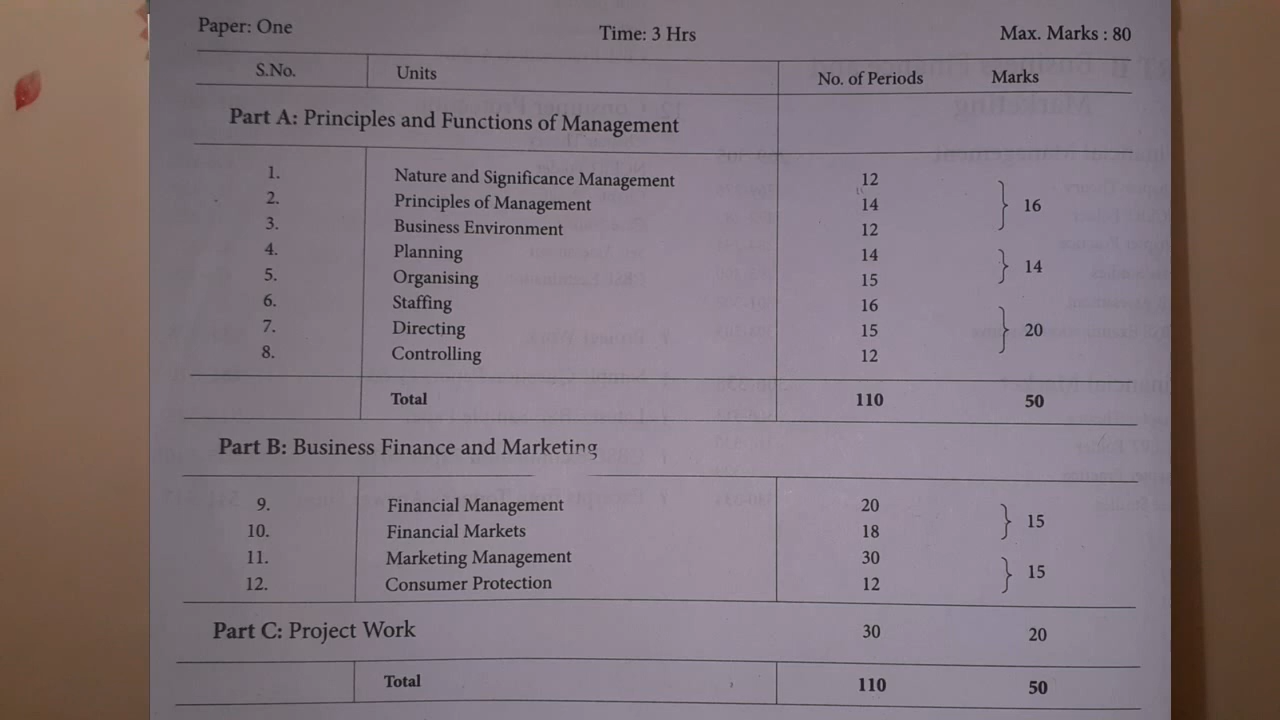 Paper: One Time: 3 Hrs Max. Marks : 80
S.No. Units No. of Periods Marks
Part A: Principles and Functions of Management
1. Nature and Significance Management 12
2. Principles of Management 14 } 16
3. Business Environment 12
4. Planning 14 } 14
5. Organising 15
6. Staffing 16
7. Directing 15 } 20
8. Controlling 12
Total 110 50
Part B: Business Finance and Marketing
9. Financial Management 20 } 15
10. Financial Markets 18
11. Marketing Management 30 } 15
12. Consumer Protection 12
Part C: Project Work 30 20
Total 110 50